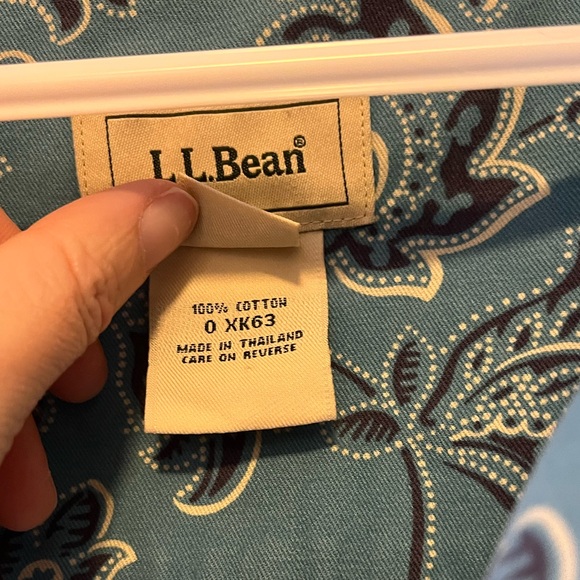 L.L.Bean®
100% COTTON
0 XK63
MADE IN THAILAND
CARE ON REVERSE